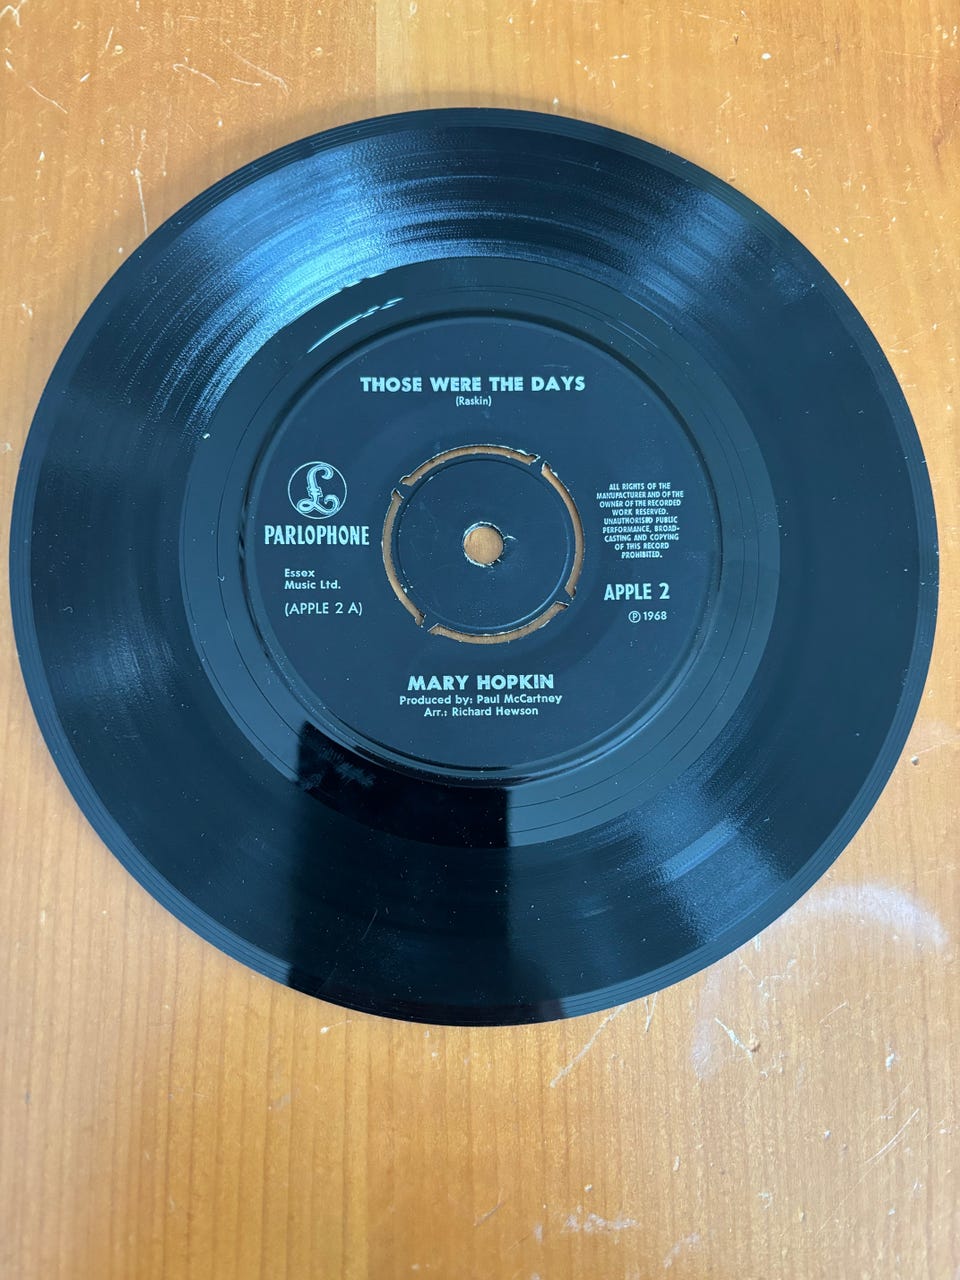 THOSE WERE THE DAYS
(Raskin)
£
PARLOPHONE
Essex
Music Ltd.
(APPLE 2 A)
ALL RIGHTS OF THE
MANUFACTURER AND OF THE
OWNER OF THE RECORDED
WORK RESERVED.
UNAUTHORISED PUBLIC
PERFORMANCE, BROAD-
CASTING AND COPYING
OF THIS RECORD
PROHIBITED.
APPLE 2
℗ 1968
MARY HOPKIN
Produced by: Paul McCartney
Arr.: Richard Hewson